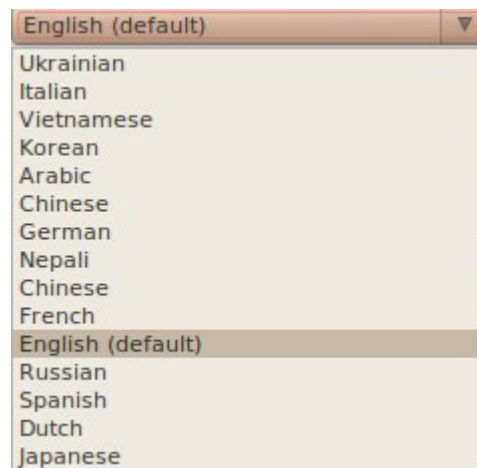 English (default)
Ukrainian
Italian
Vietnamese
Korean
Arabic
Chinese
German
Nepali
Chinese
French
English (default)
Russian
Spanish
Dutch
Japanese